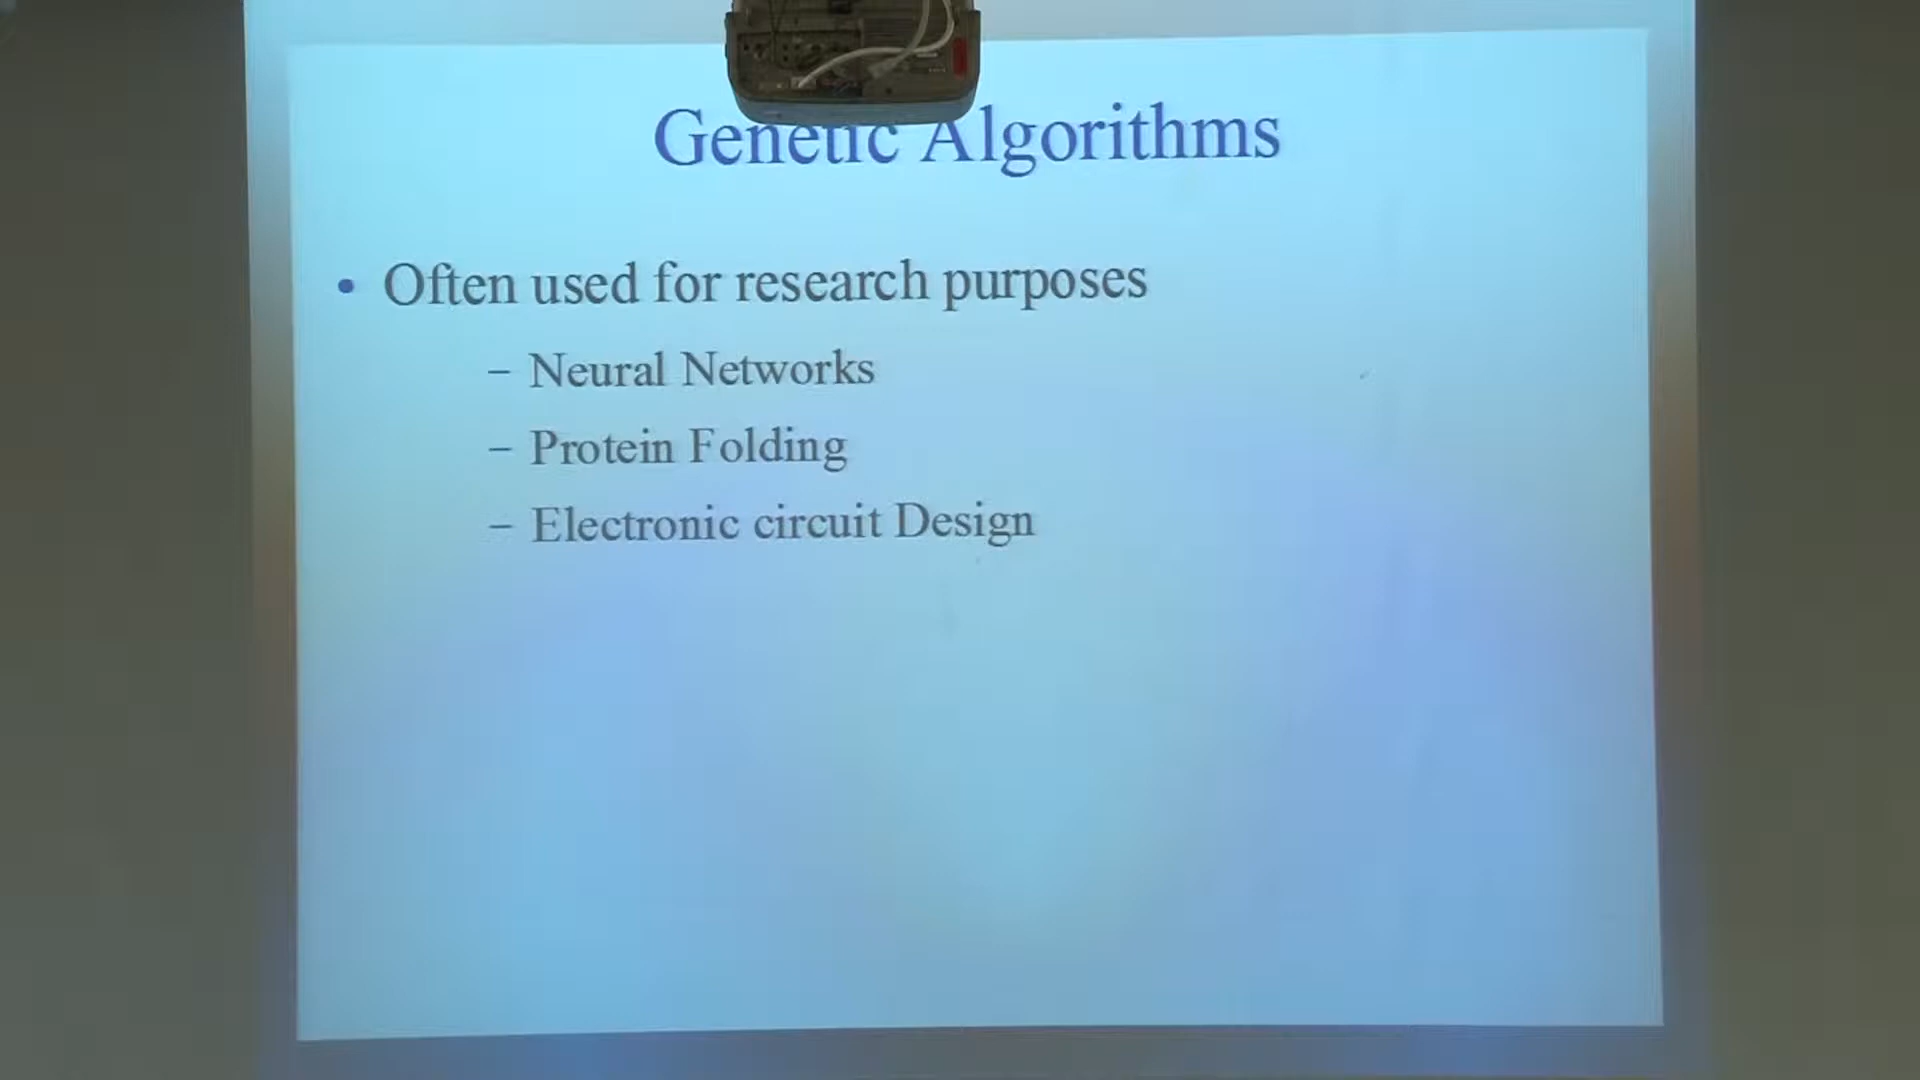 Genetic Algorithms
• Often used for research purposes
– Neural Networks
– Protein Folding
– Electronic circuit Design